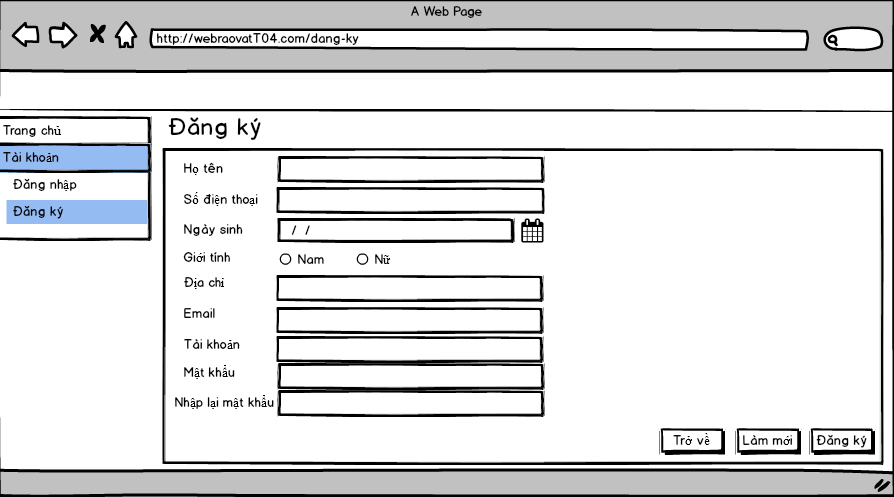 A Web Page
http://webraovatT04.com/dang-ky
Trang chủ
Tài khoản
Đăng nhập
Đăng ký
Đăng ký
Họ tên
Số điện thoại
Ngày sinh / /
Giới tính Nam Nữ
Địa chỉ
Email
Tài khoản
Mật khẩu
Nhập lại mật khẩu
Trở về Làm mới Đăng ký